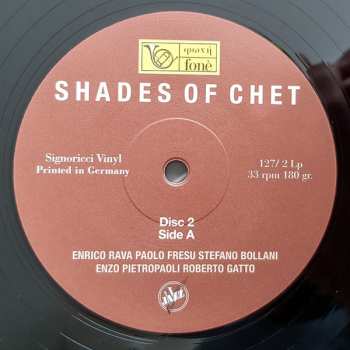 fonè
SHADES OF CHET
Signoricci Vinyl
Printed in Germany
127/ 2 Lp
33 rpm 180 gr.
Disc 2
Side A
ENRICO RAVA PAOLO FRESU STEFANO BOLLANI
ENZO PIETROPAOLI ROBERTO GATTO
JAZZ